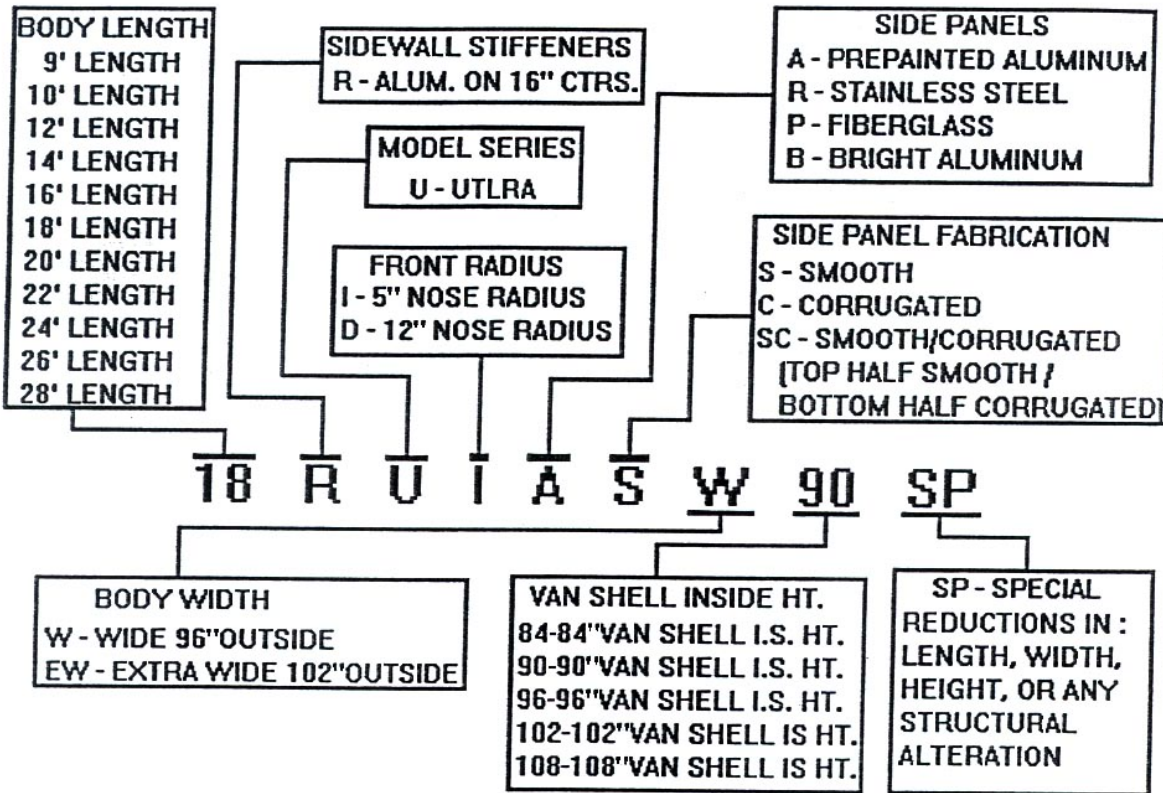 BODY LENGTH
9' LENGTH
10' LENGTH
12' LENGTH
14' LENGTH
16' LENGTH
18' LENGTH
20' LENGTH
22' LENGTH
24' LENGTH
26' LENGTH
28' LENGTH
SIDEWALL STIFFENERS
R - ALUM. ON 16" CTRS.
MODEL SERIES
U - UTLRA
FRONT RADIUS
I - 5" NOSE RADIUS
D - 12" NOSE RADIUS
SIDE PANELS
A - PREPAINTED ALUMINUM
R - STAINLESS STEEL
P - FIBERGLASS
B - BRIGHT ALUMINUM
SIDE PANEL FABRICATION
S - SMOOTH
C - CORRUGATED
SC - SMOOTH/CORRUGATED
(TOP HALF SMOOTH /
BOTTOM HALF CORRUGATED)
18 R U I A S W 90 SP
BODY WIDTH
W - WIDE 96"OUTSIDE
EW - EXTRA WIDE 102"OUTSIDE
VAN SHELL INSIDE HT.
84-84"VAN SHELL I.S. HT.
90-90"VAN SHELL I.S. HT.
96-96"VAN SHELL I.S. HT.
102-102"VAN SHELL IS HT.
108-108"VAN SHELL IS HT.
SP - SPECIAL
REDUCTIONS IN :
LENGTH, WIDTH,
HEIGHT, OR ANY
STRUCTURAL
ALTERATION